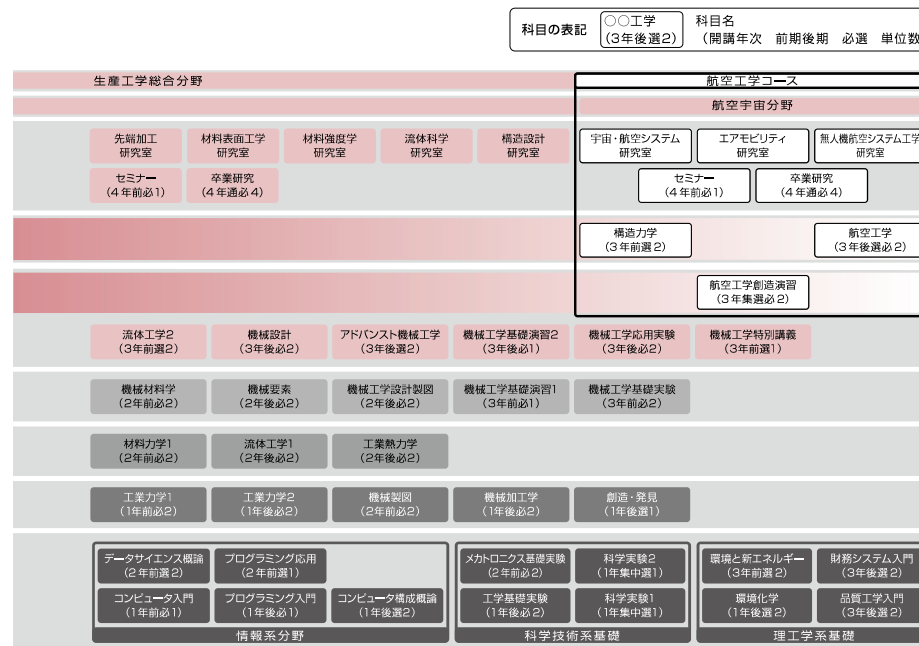 科目の表記
○○工学
(3年後選2)
科目名
(開講年次 前期後期 必選 単位数
生産工学総合分野
航空工学コース
航空宇宙分野
先端加工
研究室
材料表面工学
研究室
材料強度学
研究室
流体科学
研究室
構造設計
研究室
宇宙・航空システム
研究室
エアモビリティ
研究室
無人機航空システム工学
研究室
セミナー
(4年前必1)
卒業研究
(4年通必4)
セミナー
(4年前必1)
卒業研究
(4年通必4)
構造力学
(3年前選2)
航空工学
(3年後選必2)
航空工学創造演習
(3年集選必2)
流体工学2
(3年前選2)
機械設計
(3年後必2)
アドバンスト機械工学
(3年後選2)
機械工学基礎演習2
(3年後必1)
機械工学応用実験
(3年後必2)
機械工学特別講義
(3年前選1)
機械材料学
(2年前必2)
機械要素
(2年後必2)
機械工学設計製図
(2年後必2)
機械工学基礎演習1
(3年前必1)
機械工学基礎実験
(3年前必2)
材料力学1
(2年前必2)
流体工学1
(2年後必2)
工業熱力学
(2年後必2)
工業力学1
(1年前必2)
工業力学2
(1年後必2)
機械製図
(2年前必2)
機械加工学
(1年後必2)
創造・発見
(1年後選1)
データサイエンス概論
(2年前選2)
プログラミング応用
(2年前選1)
メカトロニクス基礎実験
(2年前必2)
科学実験2
(1年集中選1)
環境と新エネルギー
(3年前選2)
財務システム入門
(3年後選2)
コンピュータ入門
(1年前必1)
プログラミング入門
(1年後必1)
コンピュータ構成概論
(1年後選2)
工学基礎実験
(1年後必2)
科学実験1
(1年集中選1)
環境化学
(1年後選2)
品質工学入門
(3年後選2)
情報系分野
科学技術系基礎
理工学系基礎